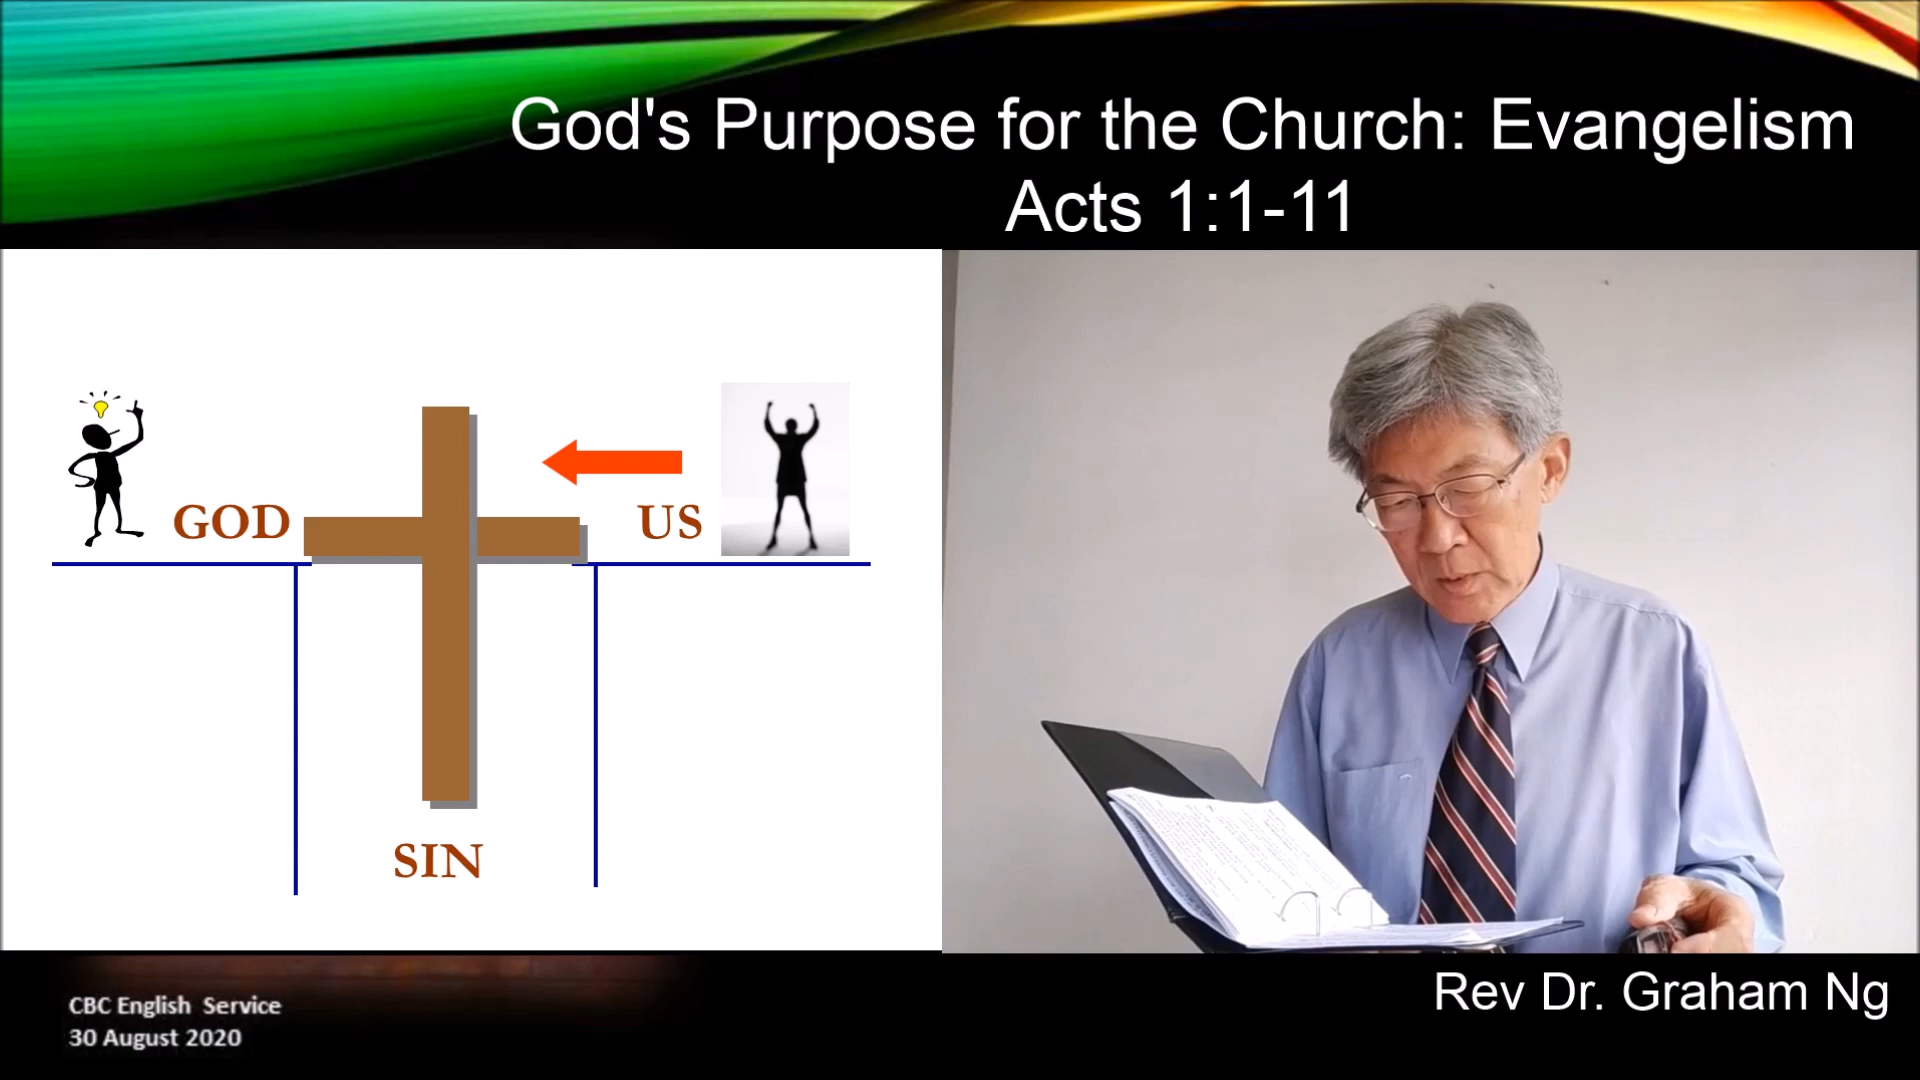 God's Purpose for the Church: Evangelism
Acts 1:1-11
GOD
US
SIN
CBC English Service
30 August 2020
Rev Dr. Graham Ng